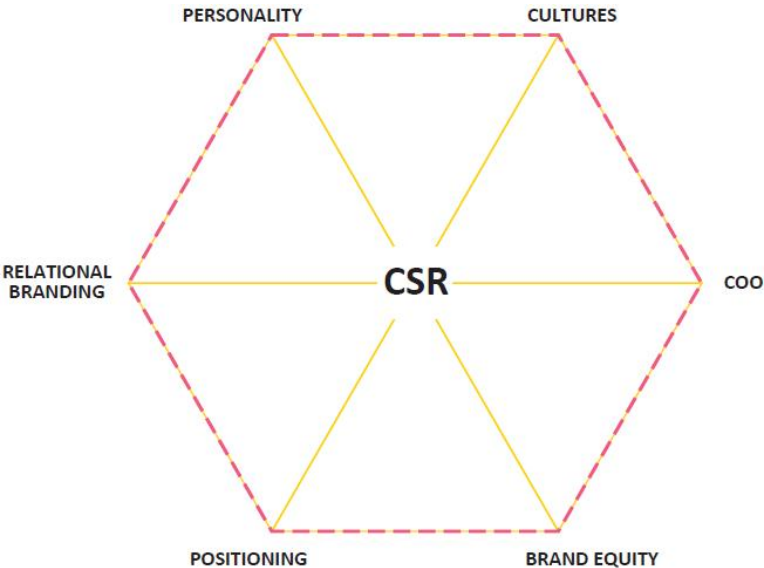 PERSONALITY
CULTURES
RELATIONAL
BRANDING
CSR
COO
POSITIONING
BRAND EQUITY